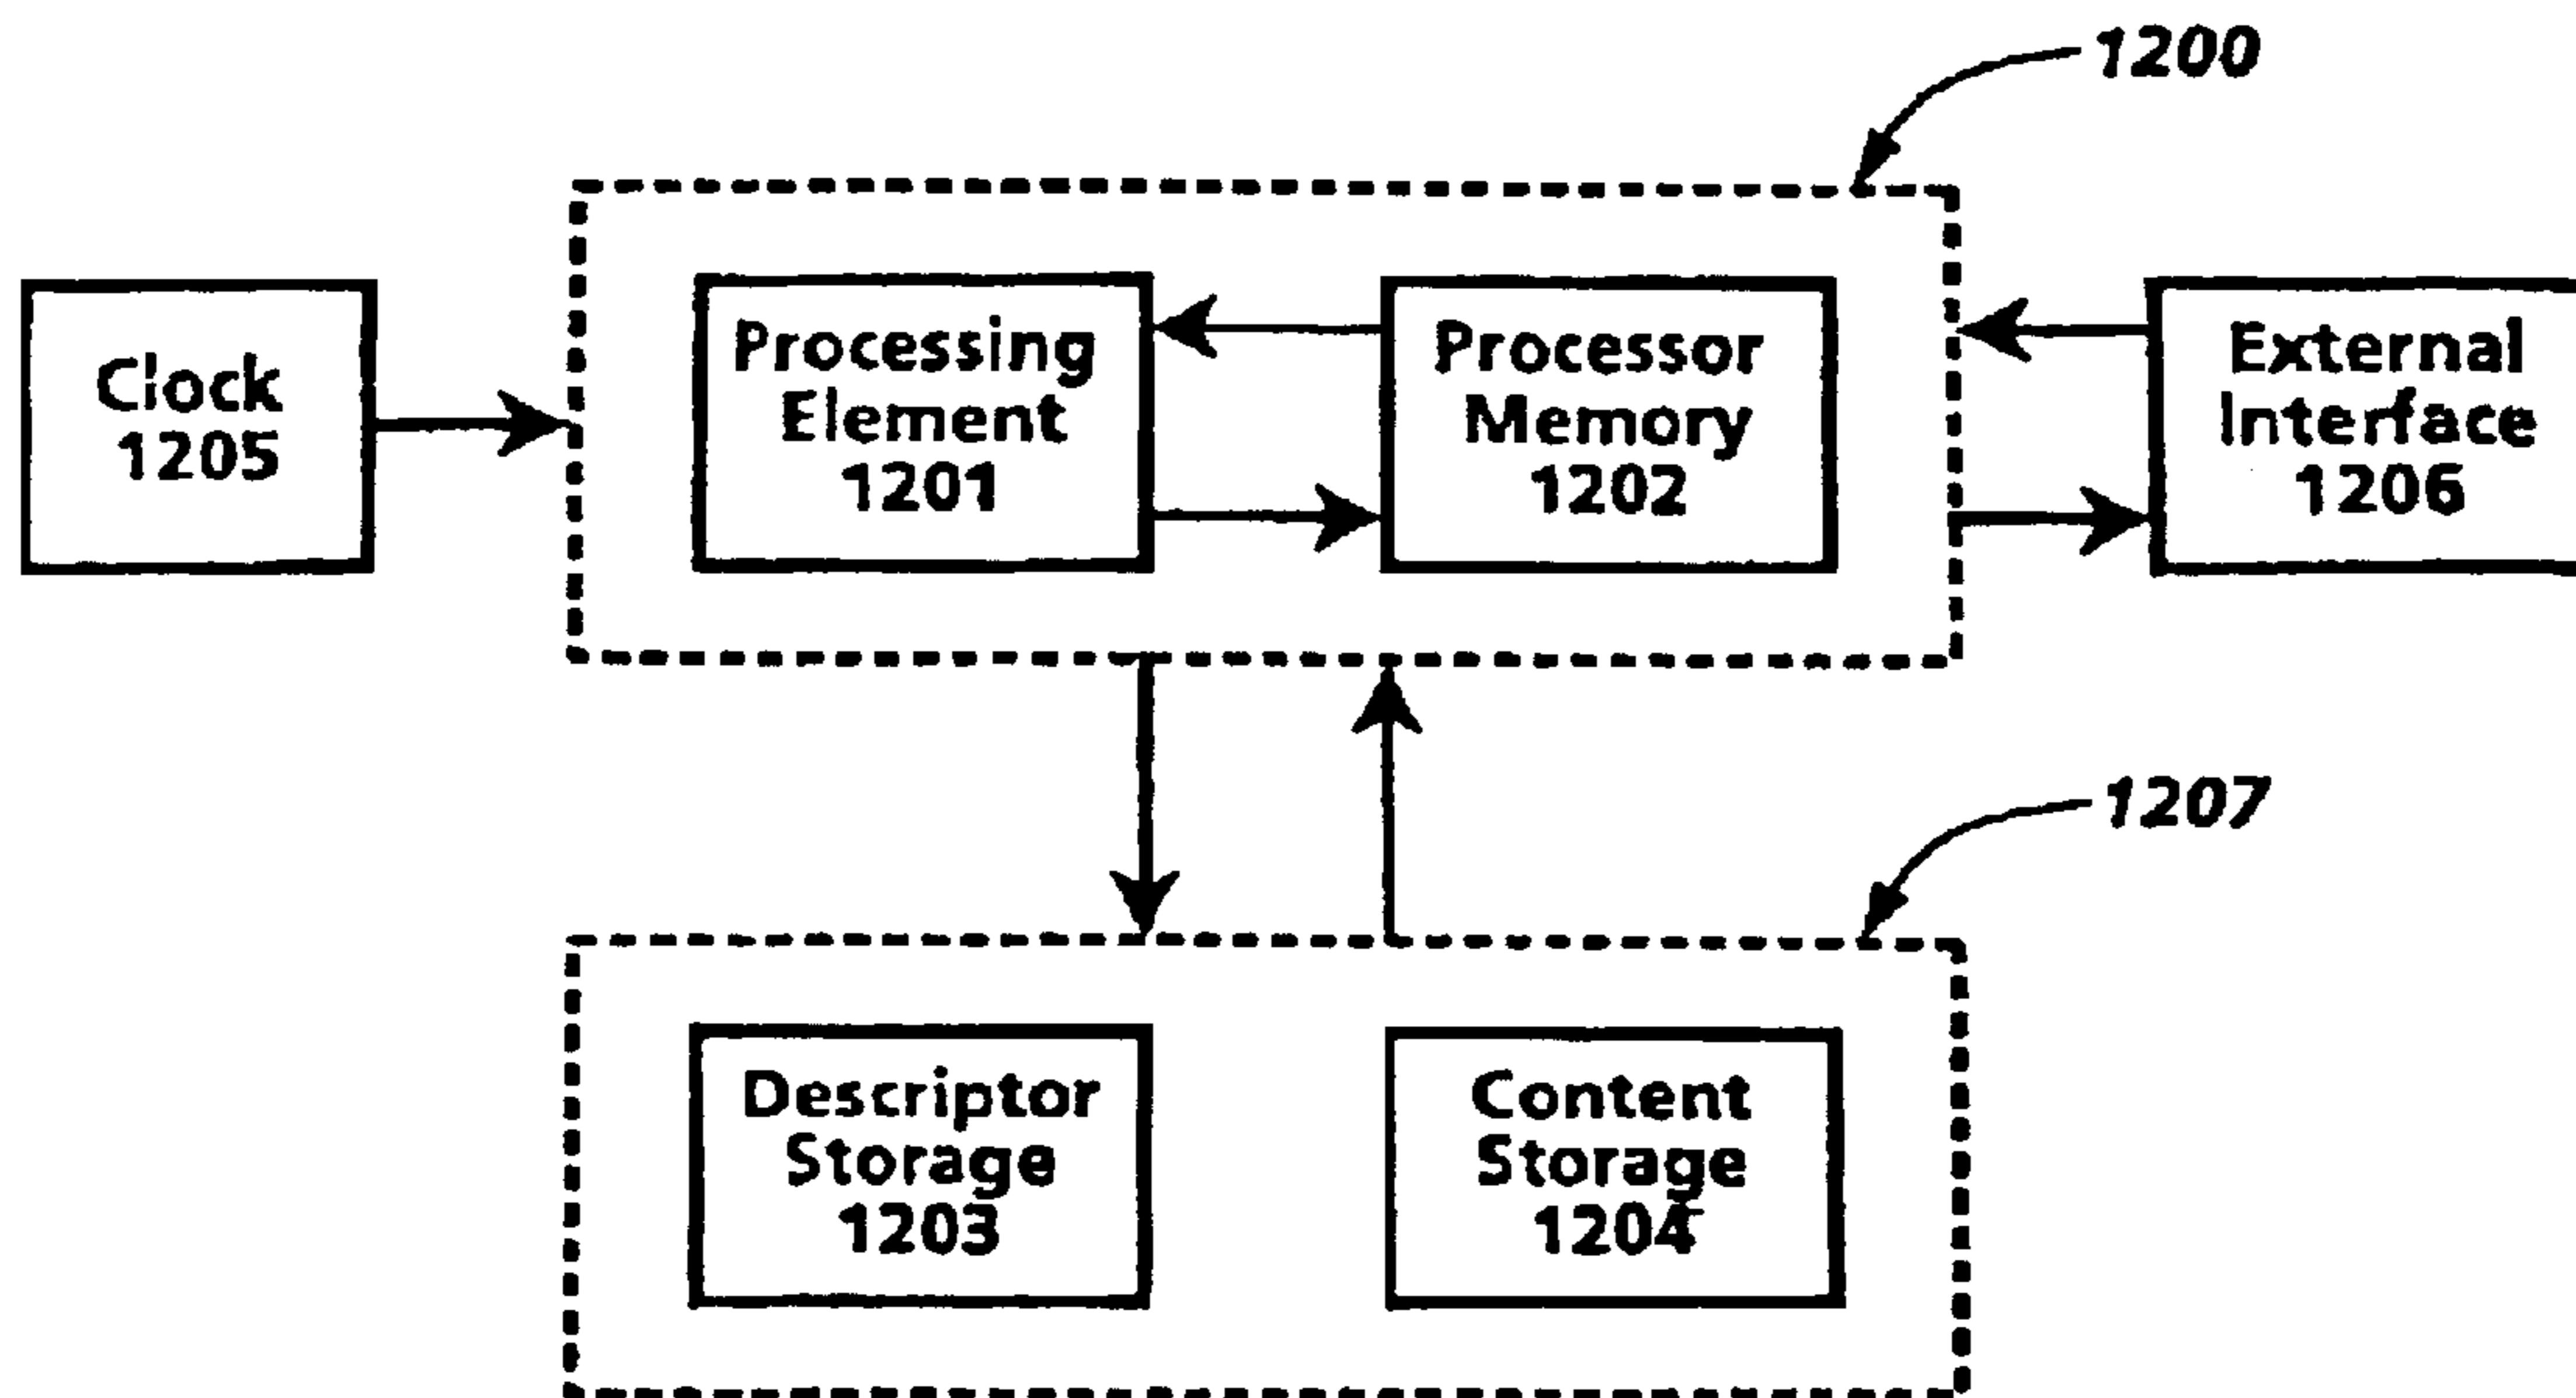 1200
Clock
1205
Processing
Element
1201
Processor
Memory
1202
External
Interface
1206
1207
Descriptor
Storage
1203
Content
Storage
1204